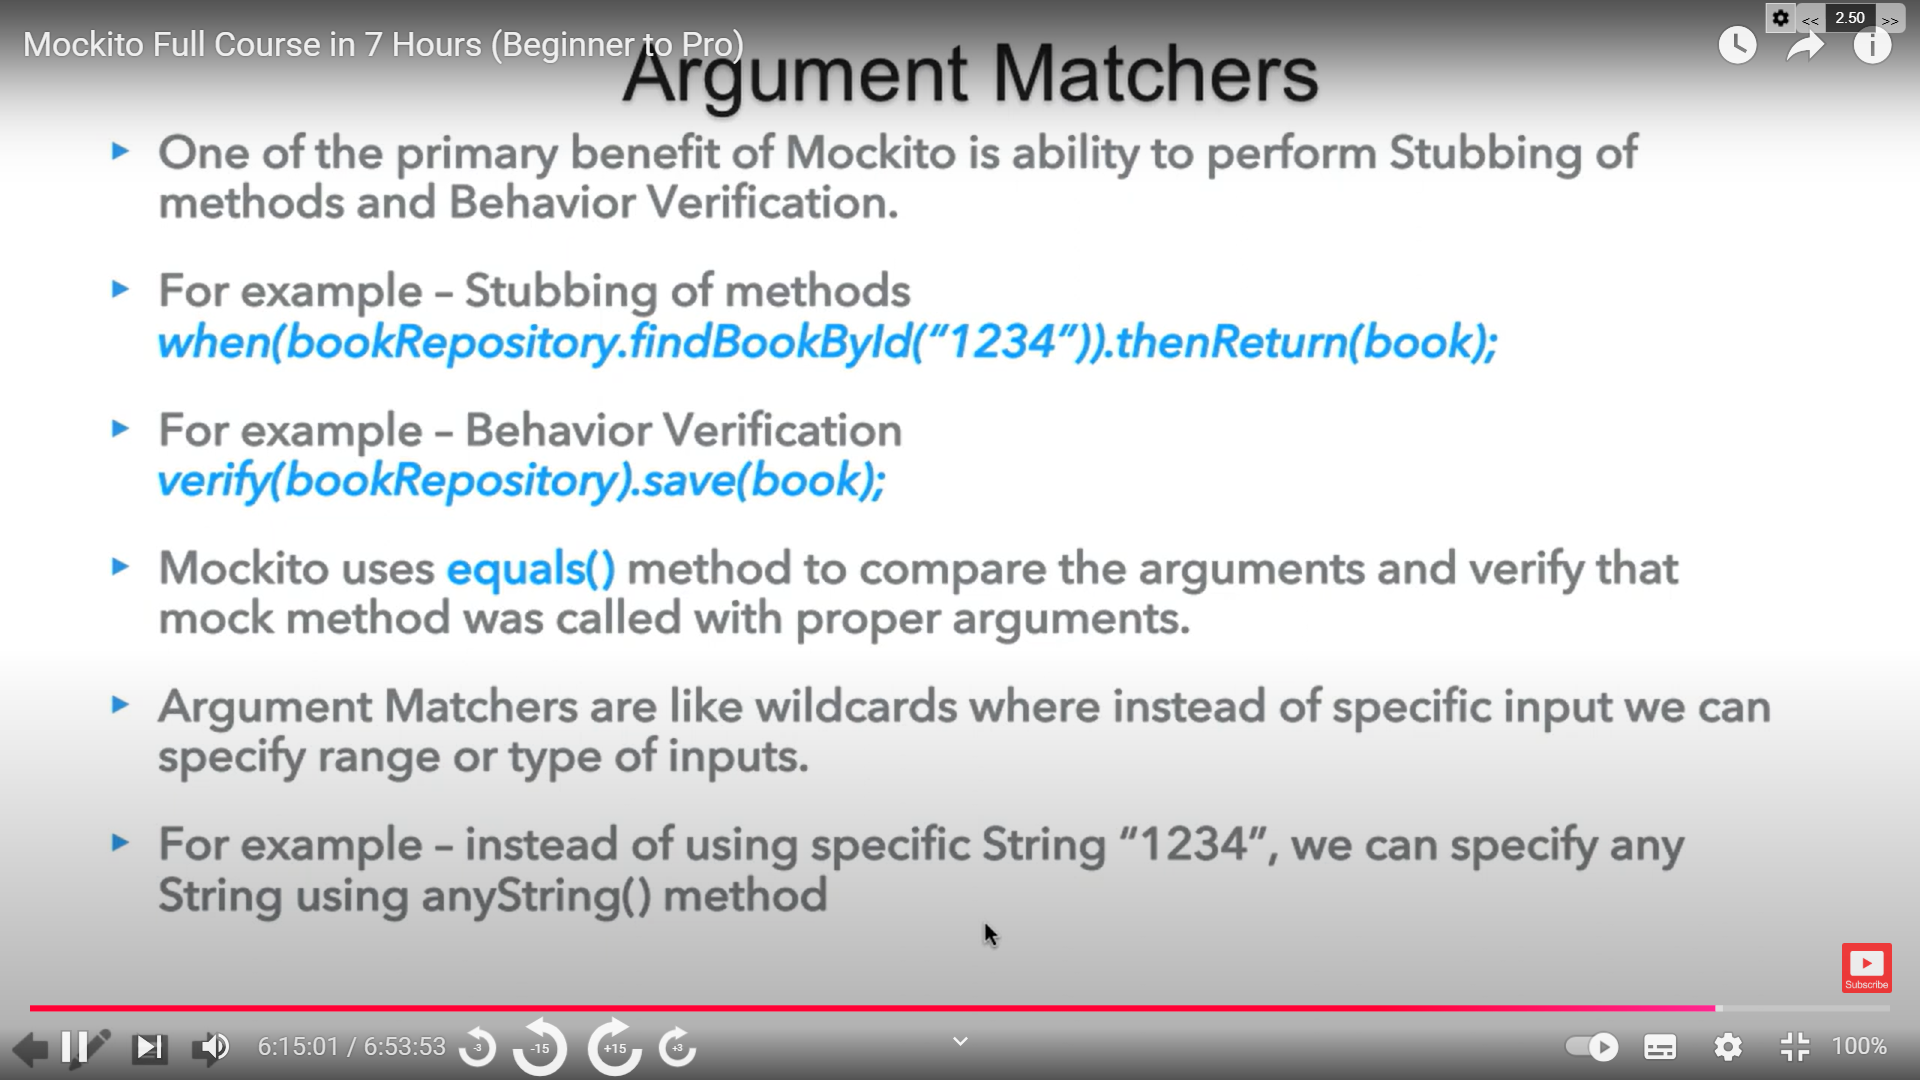 Mockito Full Course in 7 Hours (Beginner to Pro)
<< 2.50 >>
Argument Matchers
One of the primary benefit of Mockito is ability to perform Stubbing of
methods and Behavior Verification.
For example – Stubbing of methods
when(bookRepository.findBookById(“1234”)).thenReturn(book);
For example – Behavior Verification
verify(bookRepository).save(book);
Mockito uses equals() method to compare the arguments and verify that
mock method was called with proper arguments.
Argument Matchers are like wildcards where instead of specific input we can
specify range or type of inputs.
For example – instead of using specific String “1234”, we can specify any
String using anyString() method
Subscribe
6:15:01 / 6:53:53 -3 -15 +15 +3 100%